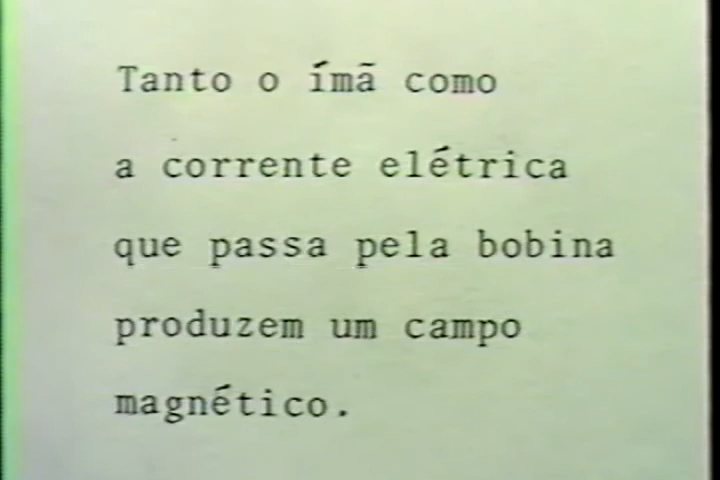 Tanto o ímã como
a corrente elétrica
que passa pela bobina
produzem um campo
magnético.